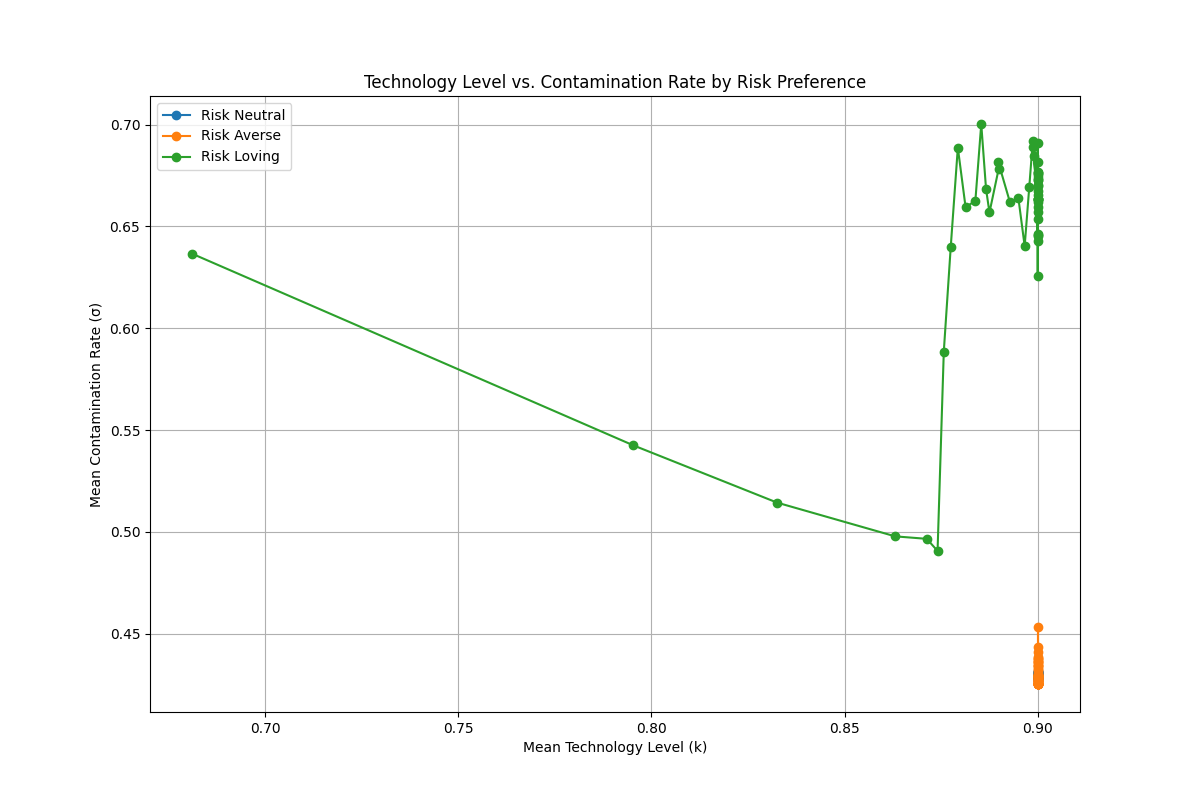 Technology Level vs. Contamination Rate by Risk Preference
Risk Neutral
Risk Averse
Risk Loving
Mean Contamination Rate (σ)
0.70
0.65
0.60
0.55
0.50
0.45
0.70
0.75
0.80
0.85
0.90
Mean Technology Level (k)